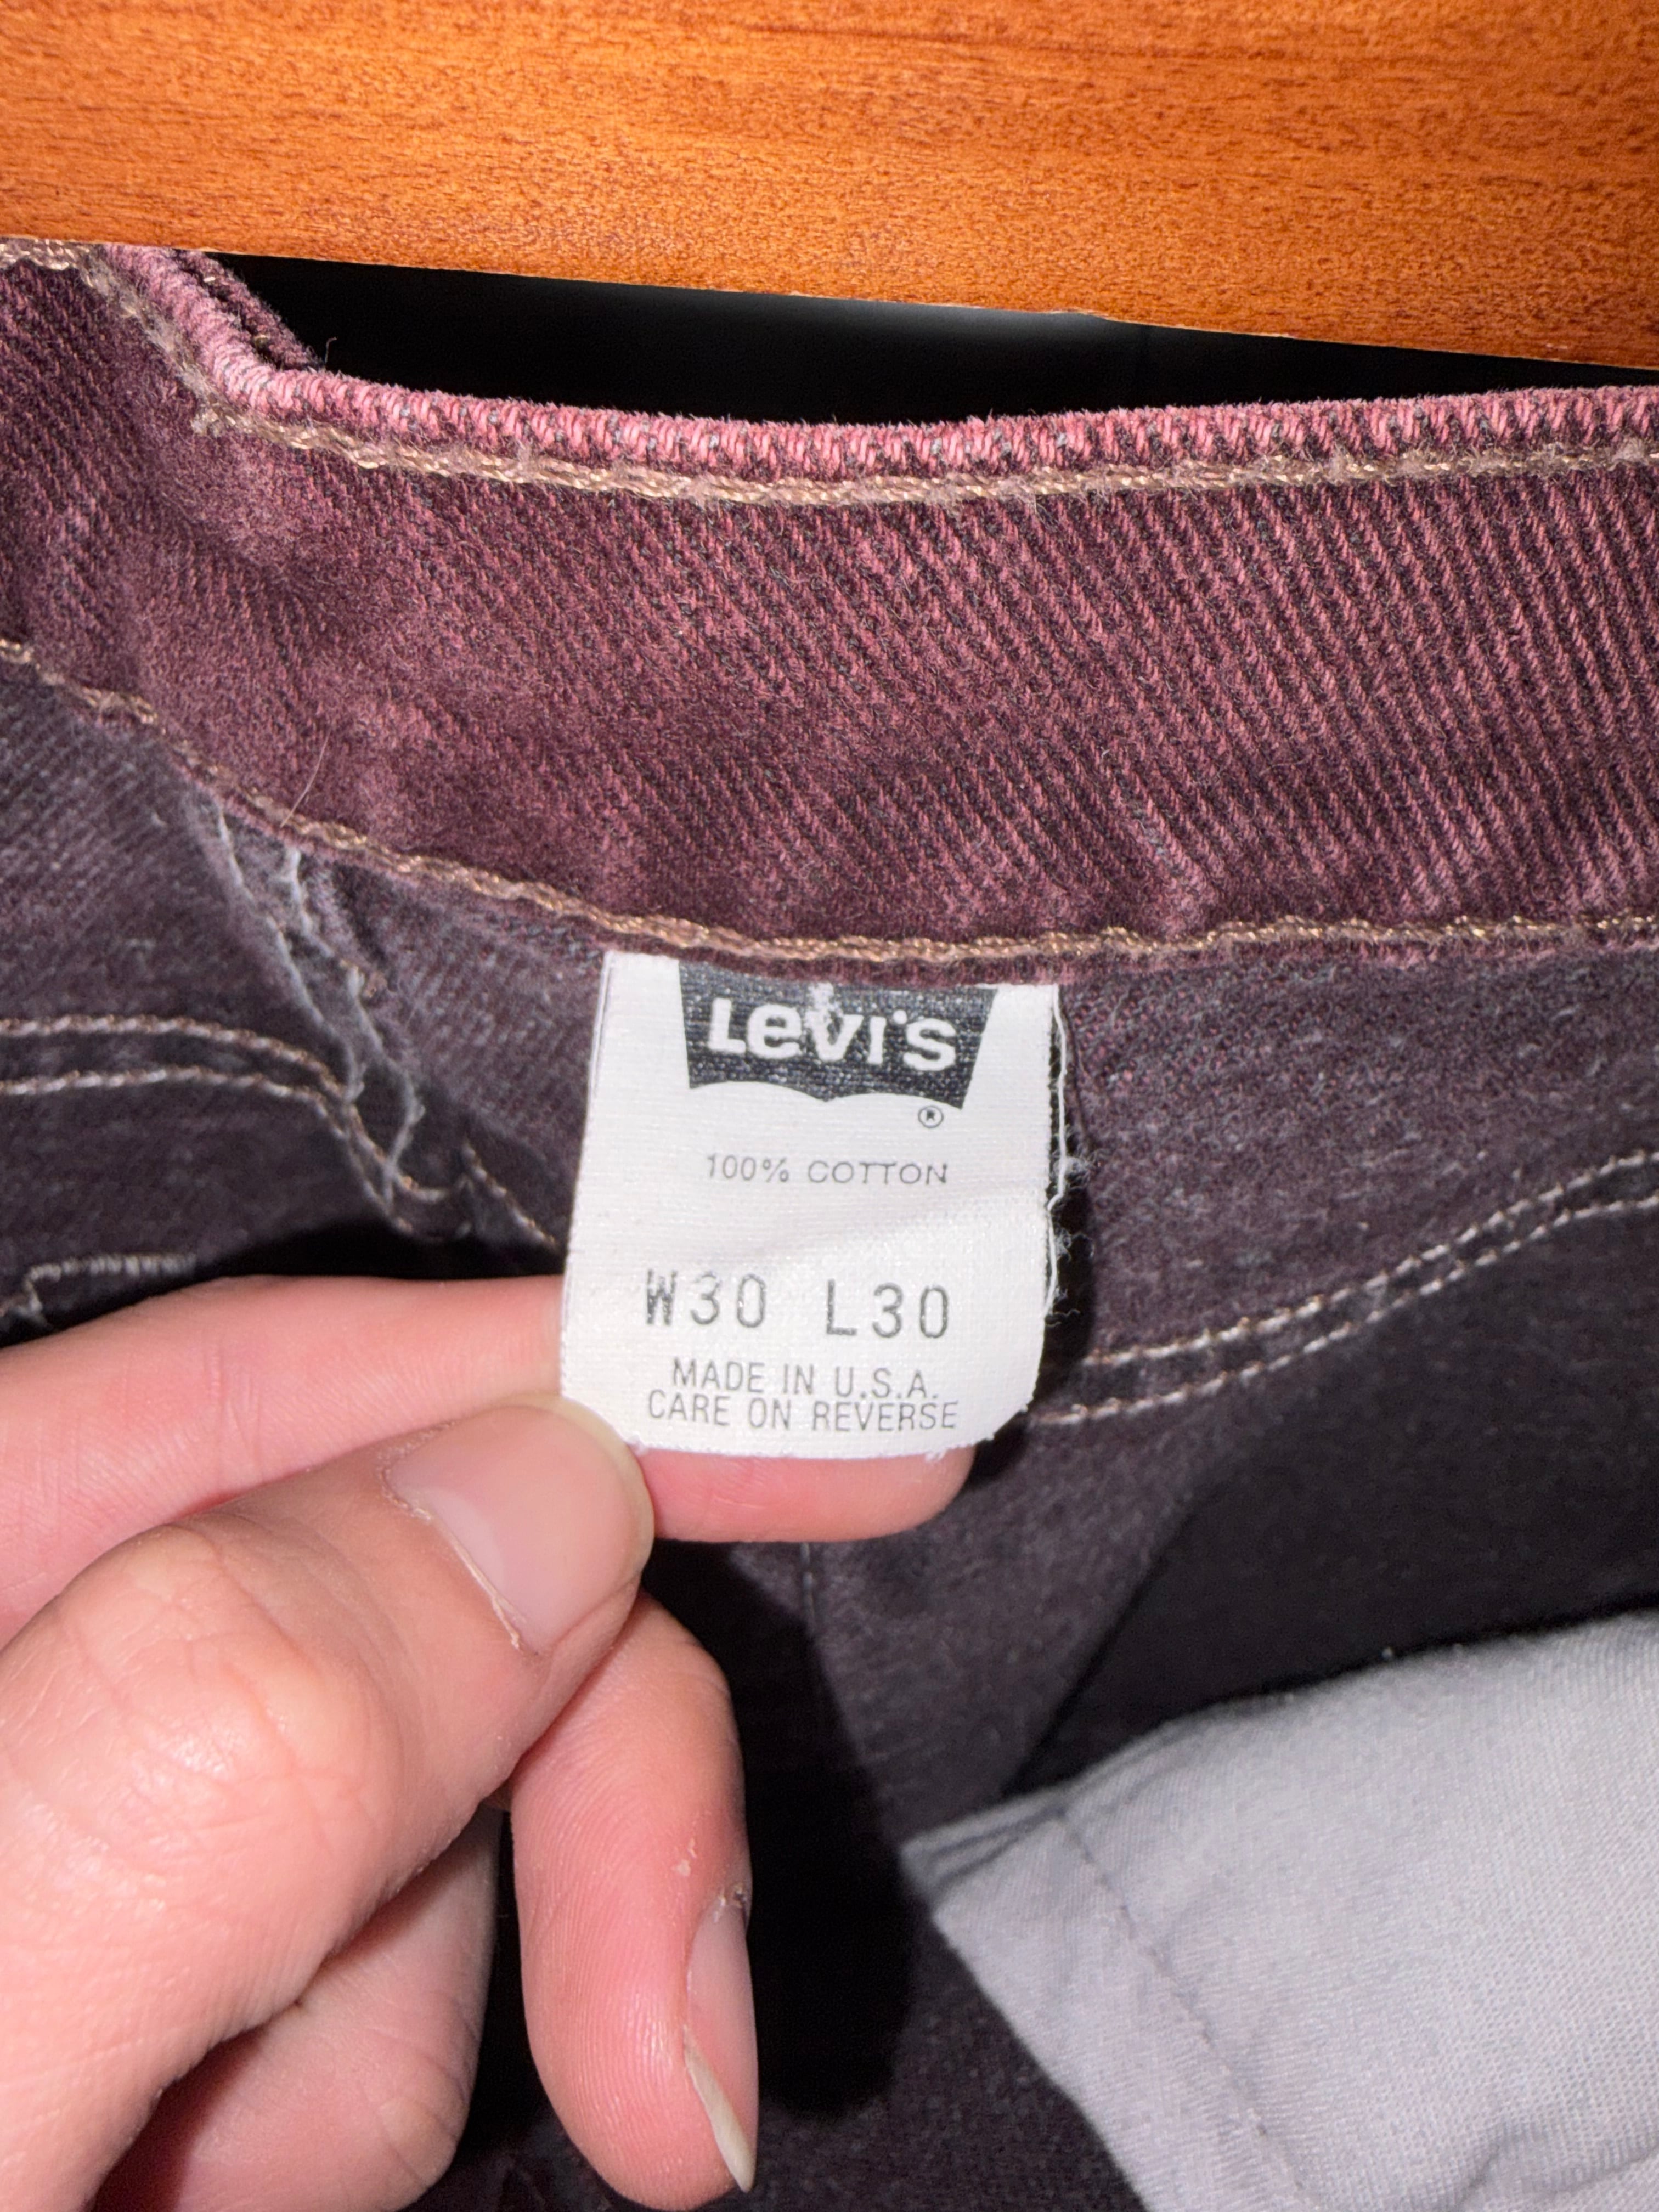 Levi's
®
100% COTTON
W30 L30
MADE IN U.S.A.
CARE ON REVERSE